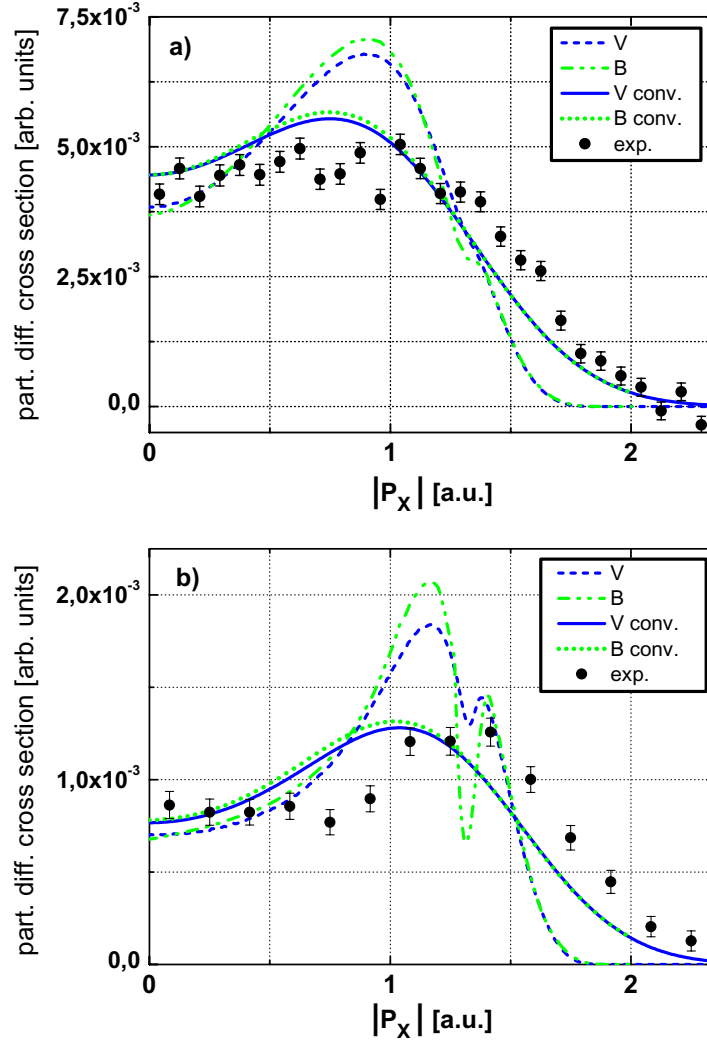 7,5x10⁻³
a)
V
B
V conv.
B conv.
exp.
5,0x10⁻³
2,5x10⁻³
0,0
part. diff. cross section [arb. units]
0 1 2
|P_X| [a.u.]
b)
V
B
V conv.
B conv.
exp.
2,0x10⁻³
1,0x10⁻³
0,0
part. diff. cross section [arb. units]
0 1 2
|P_X| [a.u.]